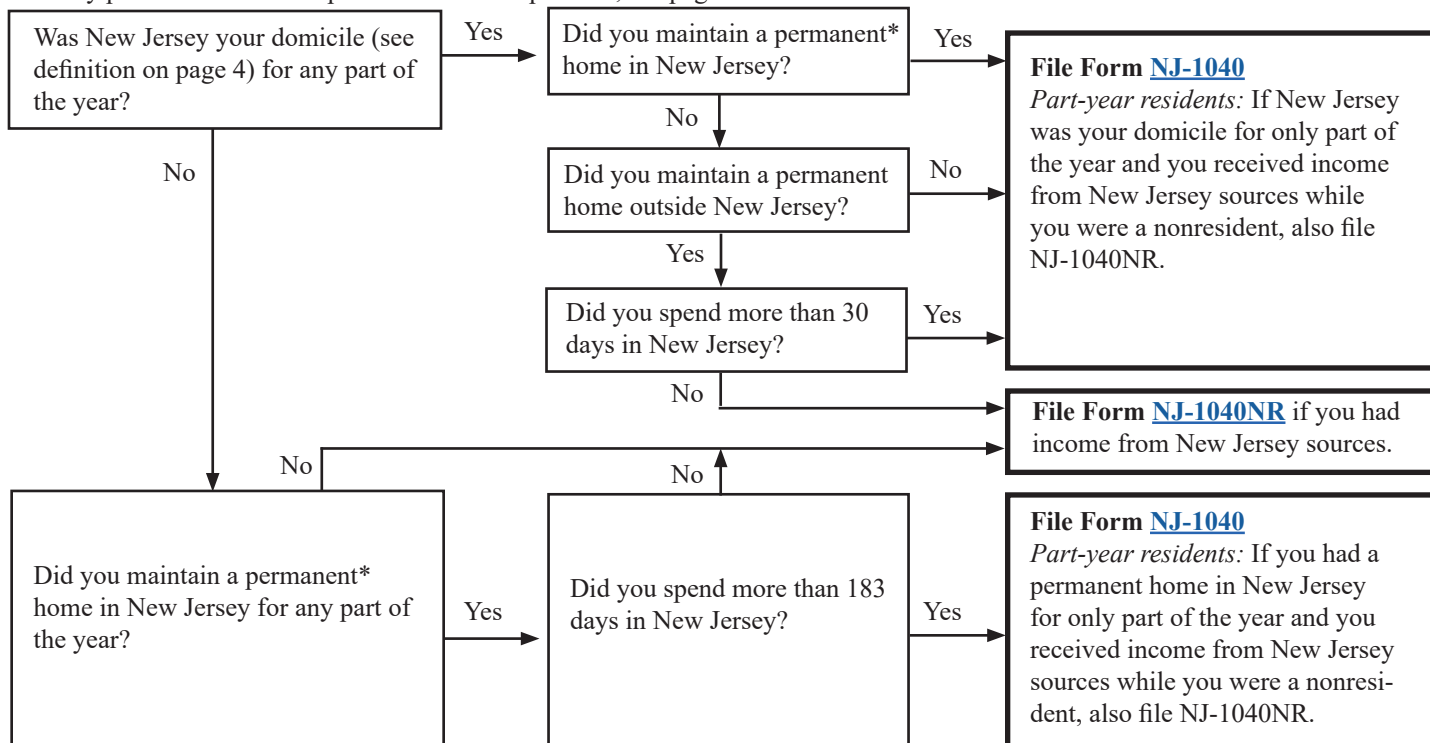 Was New Jersey your domicile (see
definition on page 4) for any part of
the year?
Yes
Did you maintain a permanent*
home in New Jersey?
Yes
File Form NJ-1040
Part-year residents: If New Jersey
was your domicile for only part of
the year and you received income
from New Jersey sources while
you were a nonresident, also file
NJ-1040NR.
No
No
Did you maintain a permanent
home outside New Jersey?
No
Yes
Did you spend more than 30
days in New Jersey?
Yes
No
File Form NJ-1040NR if you had
income from New Jersey sources.
No
No
Did you maintain a permanent*
home in New Jersey for any part of
the year?
Yes
Did you spend more than 183
days in New Jersey?
Yes
File Form NJ-1040
Part-year residents: If you had a
permanent home in New Jersey
for only part of the year and you
received income from New Jersey
sources while you were a nonresi-
dent, also file NJ-1040NR.